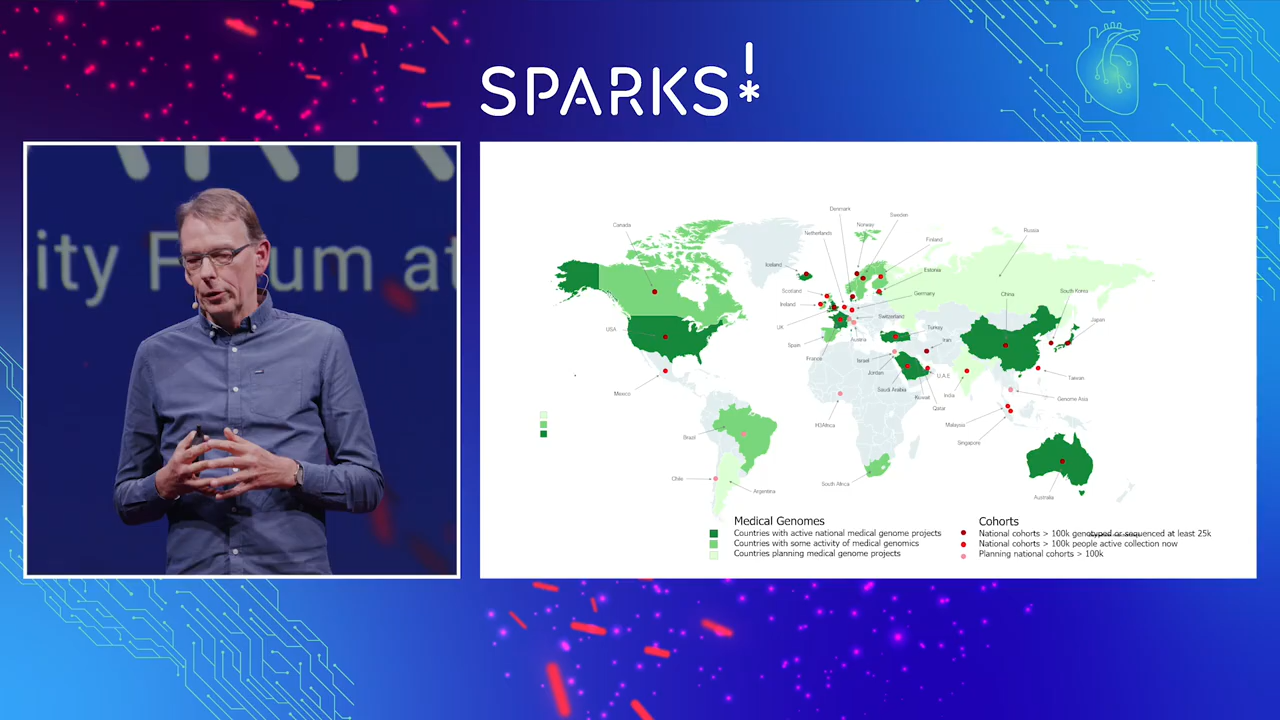 SPARKS!
ity Forum at
Denmark
Sweden
Canada
Norway
Netherlands
Russia
Finland
Iceland
Estonia
Scotland
Germany
China
South Korea
Ireland
Switzerland
Japan
UK
Turkey
USA
Spain
Austria
Iran
France
Israel
Jordan
U.A.E
Taiwan
Saudi Arabia
Mexico
Kuwait
India
Genome Asia
Qatar
H3Africa
Malaysia
Brazil
Singapore
Chile
South Africa
Argentina
Australia
Medical Genomes
Countries with active national medical genome projects
Countries with some activity of medical genomics
Countries planning medical genome projects
Cohorts
National cohorts > 100k genotyped or sequenced at least 25k
National cohorts > 100k people active collection now
Planning national cohorts > 100k